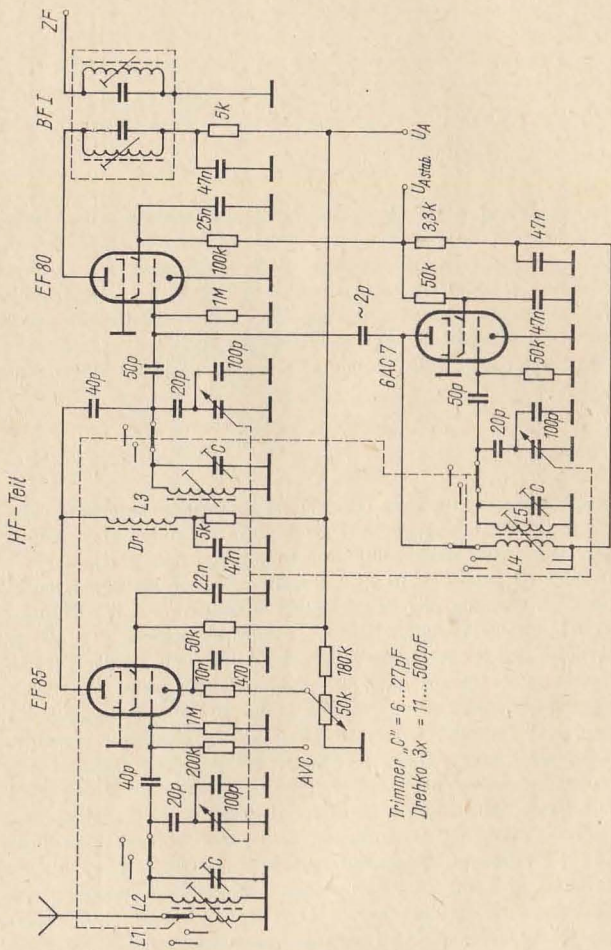 HF-Teil
EF85
EF80
BF I
ZF
L1
L2
C
20p
100p
40p
200k
1M
10n
470
50k
22n
AVC
50k
180k
Dr
47n
5k
L3
C
40p
20p
100p
50p
1M
100k
25n
47n
5k
UA
UAstab.
~2p
6AC7
L4
L5
C
20p
100p
50p
50k
47n
50k
3,3k
47n
Trimmer „C" = 6...27pF
Drehko 3x = 11...500pF